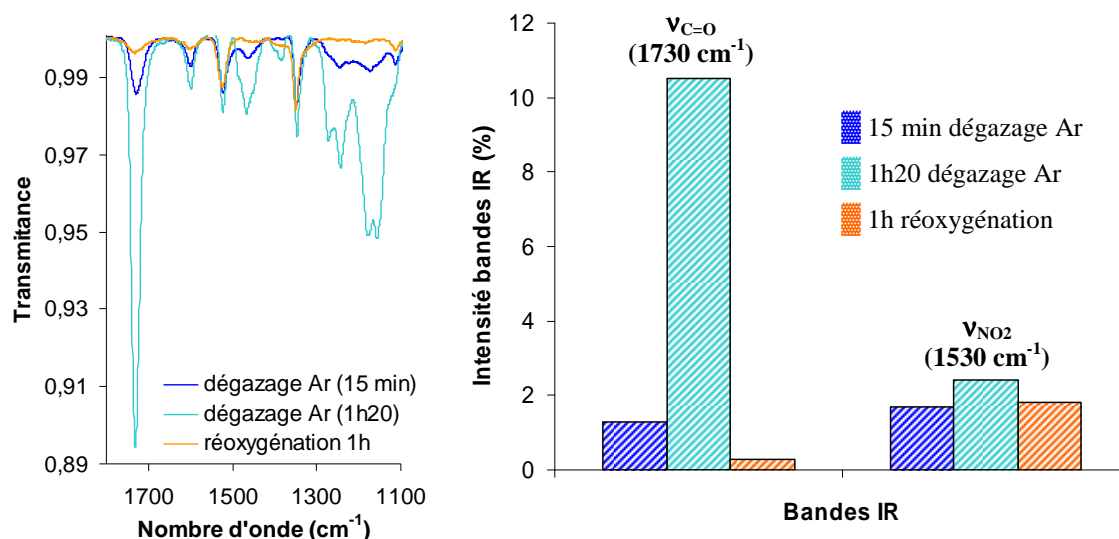 0,99
0,97
0,95
0,93
0,91
0,89
Transmitance
dégazage Ar (15 min)
dégazage Ar (1h20)
réoxygénation 1h
1700
1500
1300
1100
Nombre d'onde (cm⁻¹)
12
10
8
6
4
2
0
Intensité bandes IR (%)
νC=O
(1730 cm⁻¹)
15 min dégazage Ar
1h20 dégazage Ar
1h réoxygénation
νNO2
(1530 cm⁻¹)
Bandes IR